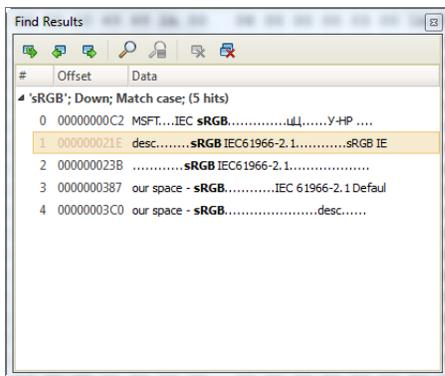 Find Results
# Offset Data
'sRGB'; Down; Match case; (5 hits)
0 00000000C2 MSFT....IEC sRGB..............иЦ......У-HP ....
1 000000021E desc........sRGB IEC61966-2.1............sRGB IE
2 000000023B ............sRGB IEC61966-2.1..................
3 0000000387 our space - sRGB.............IEC 61966-2.1 Defaul
4 00000003C0 our space - sRGB......................desc......